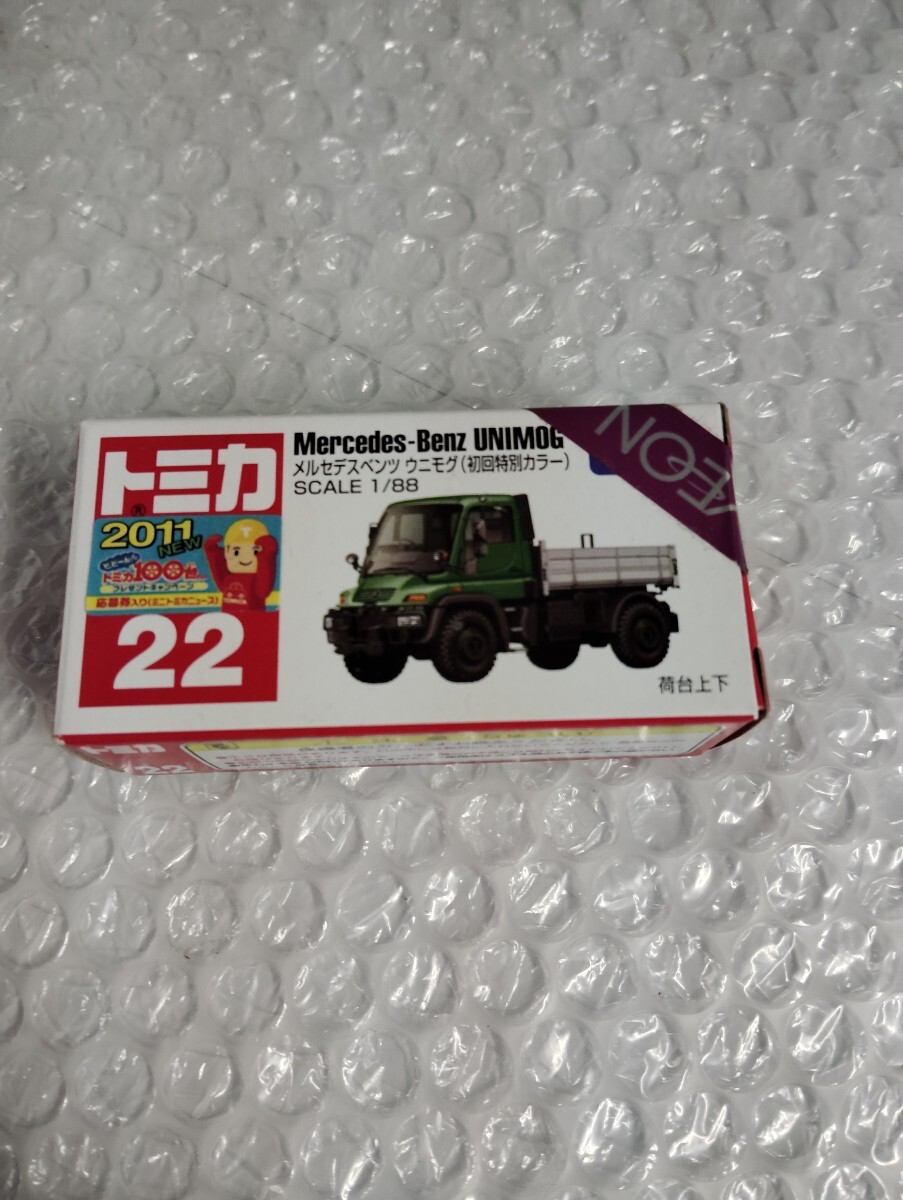 トミカ
®
2011
NEW
トミカ100台
プレゼントキャンペーン
応募券入り(ミニトミカニュース)
22
Mercedes-Benz UNIMOG
メルセデスベンツ ウニモグ(初回特別カラー)
SCALE 1/88
ÆON
荷台上下
トミカ
22